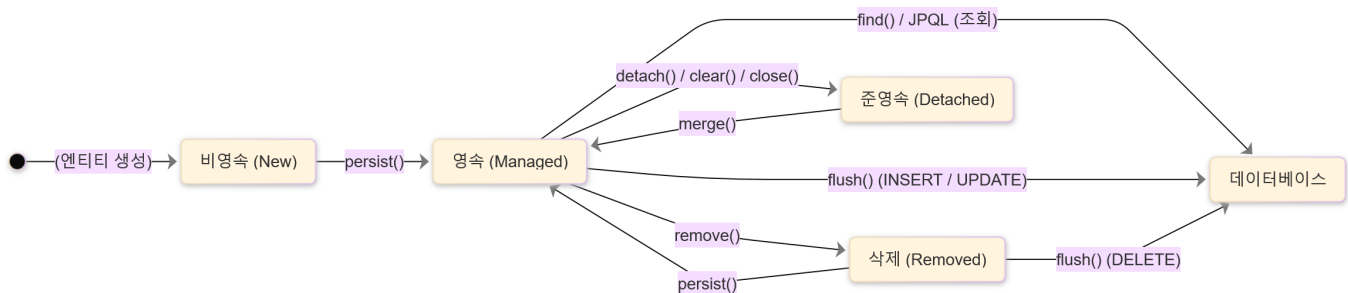 find() / JPQL (조회)
detach() / clear() / close()
준영속 (Detached)
merge()
(엔티티 생성)
비영속 (New)
persist()
영속 (Managed)
flush() (INSERT / UPDATE)
데이터베이스
remove()
삭제 (Removed)
flush() (DELETE)
persist()